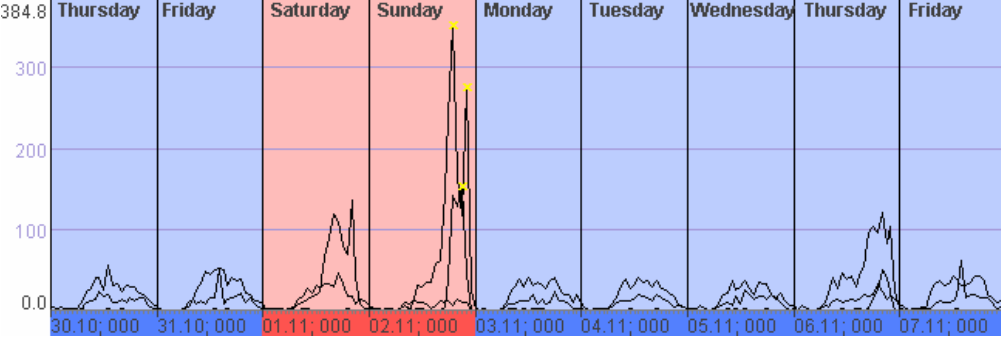 384.8 Thursday Friday Saturday Sunday Monday Tuesday Wednesday Thursday Friday
300
200
100
0.0
30.10; 000 31.10; 000 01.11; 000 02.11; 000 03.11; 000 04.11; 000 05.11; 000 06.11; 000 07.11; 000